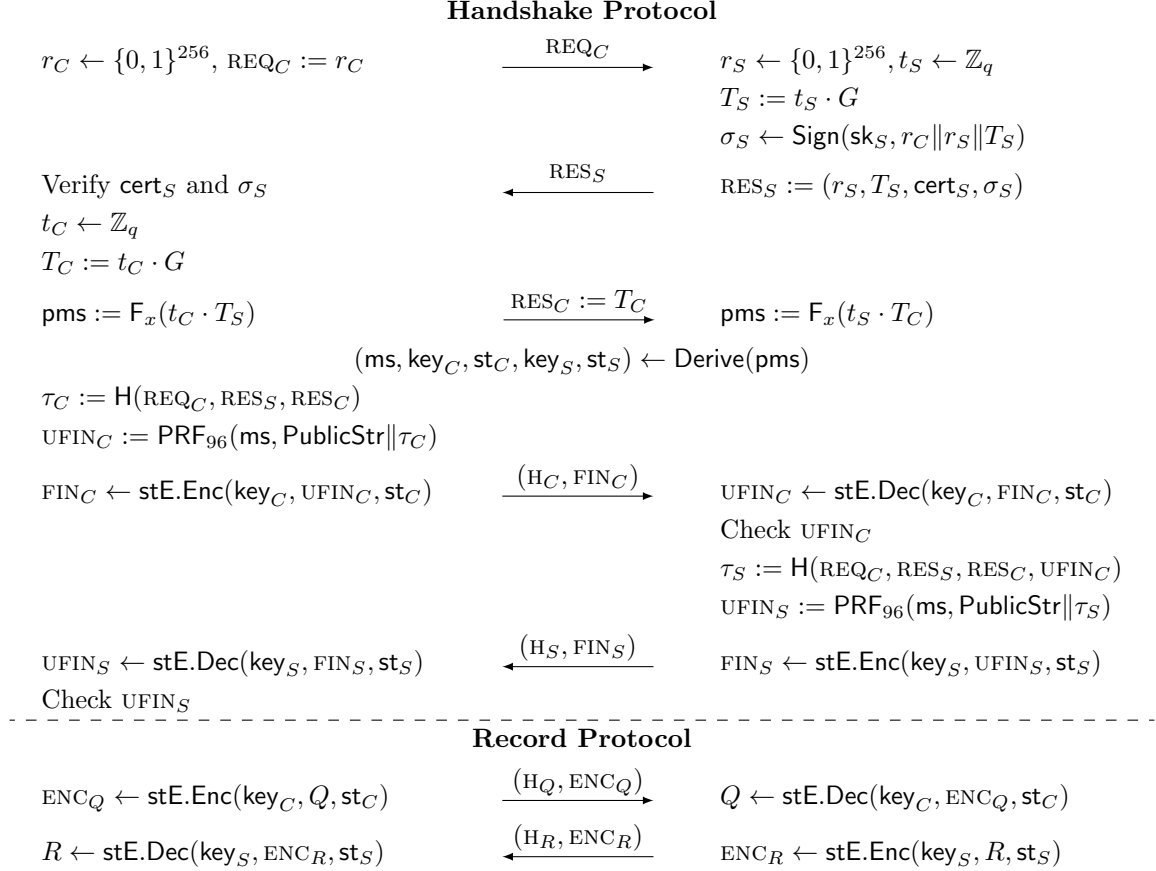 Handshake Protocol
r_C ← {0, 1}^256, REQ_C := r_C    REQ_C    r_S ← {0, 1}^256, t_S ← ℤ_q
T_S := t_S · G
σ_S ← Sign(sk_S, r_C‖r_S‖T_S)
Verify cert_S and σ_S    RES_S    RES_S := (r_S, T_S, cert_S, σ_S)
t_C ← ℤ_q
T_C := t_C · G
pms := F_x(t_C · T_S)    RES_C := T_C    pms := F_x(t_S · T_C)
(ms, key_C, st_C, key_S, st_S) ← Derive(pms)
τ_C := H(REQ_C, RES_S, RES_C)
UFIN_C := PRF_96(ms, PublicStr‖τ_C)
FIN_C ← stE.Enc(key_C, UFIN_C, st_C)    (H_C, FIN_C)    UFIN_C ← stE.Dec(key_C, FIN_C, st_C)
Check UFIN_C
τ_S := H(REQ_C, RES_S, RES_C, UFIN_C)
UFIN_S := PRF_96(ms, PublicStr‖τ_S)
UFIN_S ← stE.Dec(key_S, FIN_S, st_S)    (H_S, FIN_S)    FIN_S ← stE.Enc(key_S, UFIN_S, st_S)
Check UFIN_S
Record Protocol
ENC_Q ← stE.Enc(key_C, Q, st_C)    (H_Q, ENC_Q)    Q ← stE.Dec(key_C, ENC_Q, st_C)
R ← stE.Dec(key_S, ENC_R, st_S)    (H_R, ENC_R)    ENC_R ← stE.Enc(key_S, R, st_S)